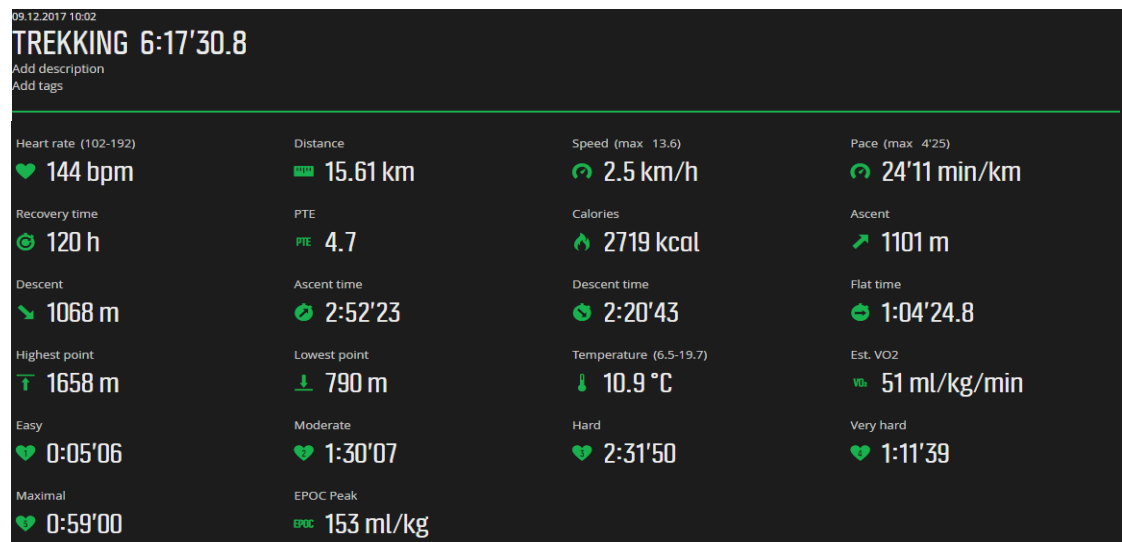 09.12.2017 10:02
TREKKING 6:17'30.8
Add description
Add tags
Heart rate (102-192)
144 bpm
Distance
15.61 km
Speed (max 13.6)
2.5 km/h
Pace (max 4'25)
24'11 min/km
Recovery time
120 h
PTE
PTE 4.7
Calories
2719 kcal
Ascent
1101 m
Descent
1068 m
Ascent time
2:52'23
Descent time
2:20'43
Flat time
1:04'24.8
Highest point
1658 m
Lowest point
790 m
Temperature (6.5-19.7)
10.9 °C
Est. VO2
VO₂ 51 ml/kg/min
Easy
1 0:05'06
Moderate
2 1:30'07
Hard
3 2:31'50
Very hard
4 1:11'39
Maximal
5 0:59'00
EPOC Peak
EPOC 153 ml/kg